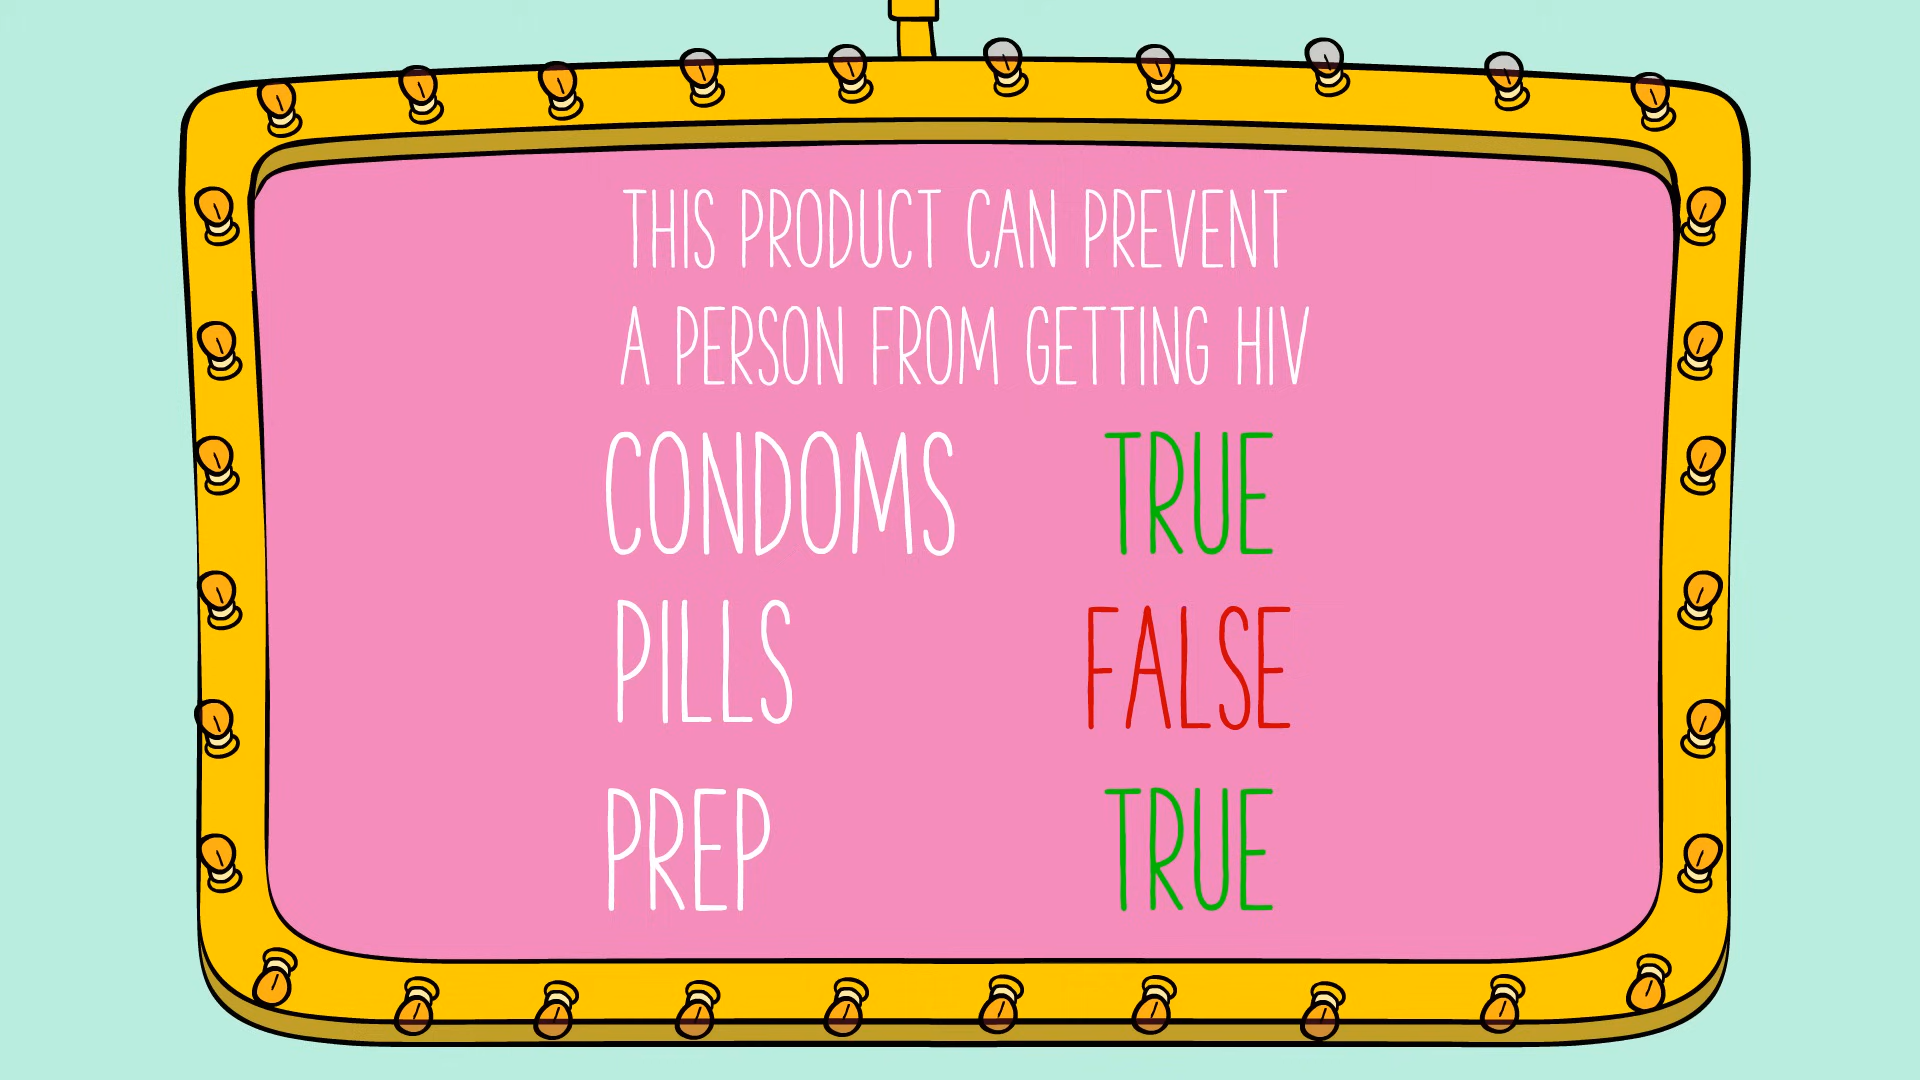 THIS PRODUCT CAN PREVENT
A PERSON FROM GETTING HIV
CONDOMS TRUE
PILLS FALSE
PREP TRUE